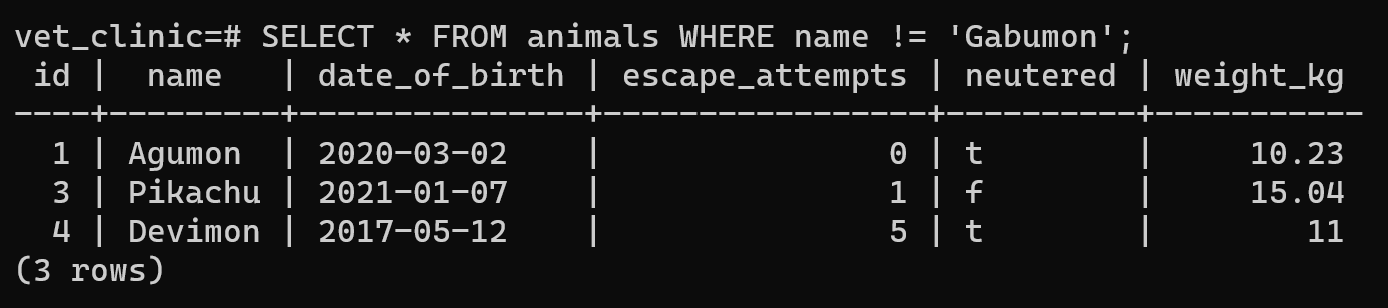 vet_clinic=# SELECT * FROM animals WHERE name != 'Gabumon';
 id |  name   | date_of_birth | escape_attempts | neutered | weight_kg
----+---------+---------------+-----------------+----------+-----------
  1 | Agumon  | 2020-03-02    |               0 | t        |     10.23
  3 | Pikachu | 2021-01-07    |               1 | f        |     15.04
  4 | Devimon | 2017-05-12    |               5 | t        |        11
(3 rows)